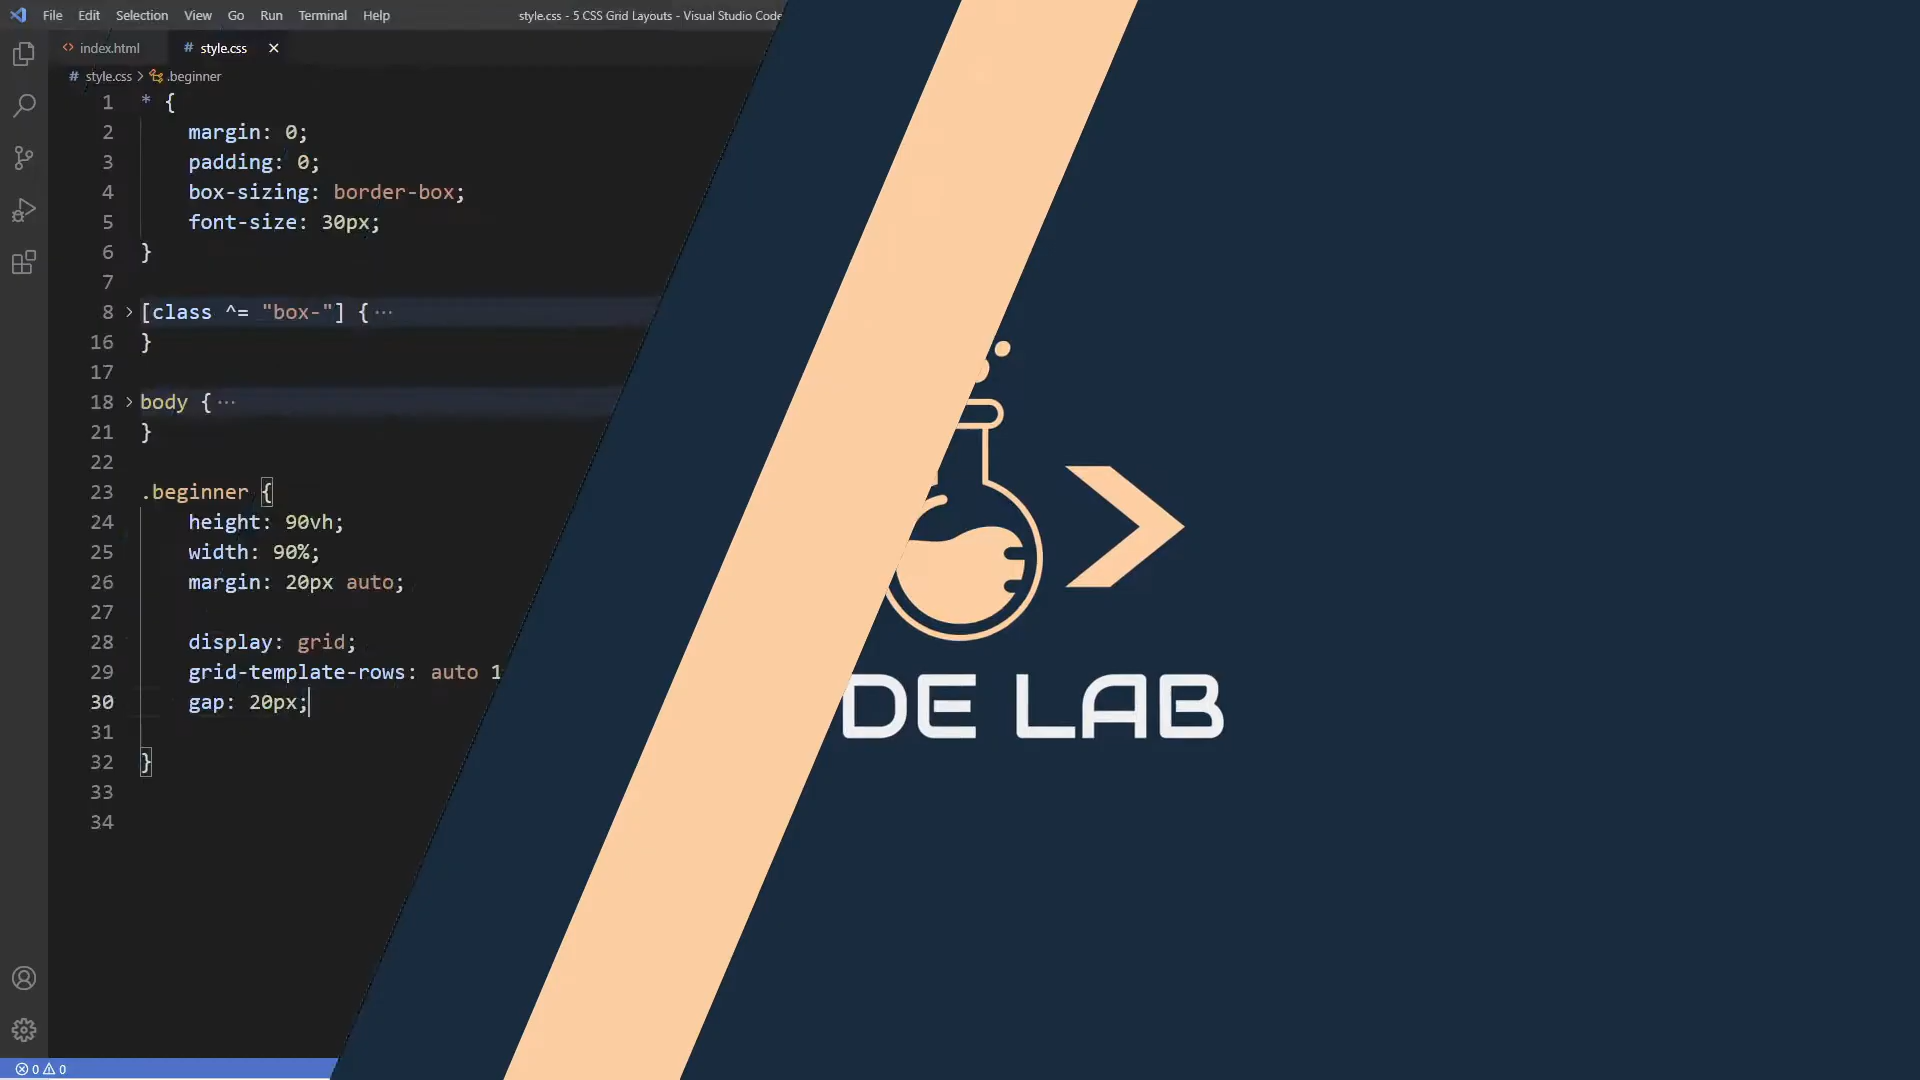 File Edit Selection View Go Run Terminal Help style.css - 5 CSS Grid Layouts - Visual Studio Code
index.html # style.css ×
# style.css > .beginner
1 * {
2 margin: 0;
3 padding: 0;
4 box-sizing: border-box;
5 font-size: 30px;
6 }
7
8 > [class ^= "box-"] {···
16 }
17
18 > body {···
21 }
22
23 .beginner {
24 height: 90vh;
25 width: 90%;
26 margin: 20px auto;
27
28 display: grid;
29 grid-template-rows: auto 1
30 gap: 20px;
31
32 }
33
34
DE LAB
0 0